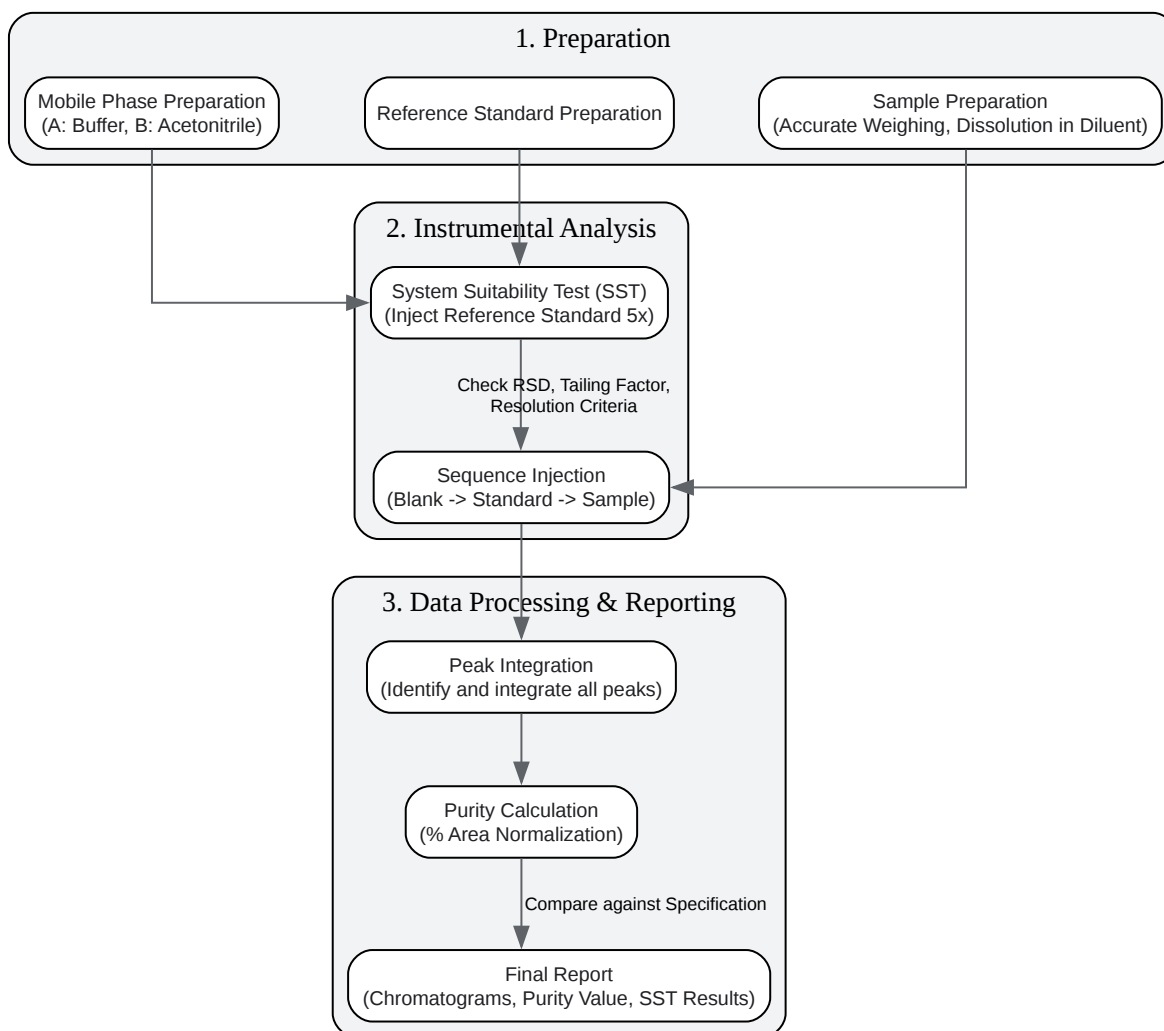 1. Preparation
Mobile Phase Preparation
(A: Buffer, B: Acetonitrile)
Reference Standard Preparation
Sample Preparation
(Accurate Weighing, Dissolution in Diluent)
2. Instrumental Analysis
System Suitability Test (SST)
(Inject Reference Standard 5x)
Check RSD, Tailing Factor,
Resolution Criteria
Sequence Injection
(Blank -> Standard -> Sample)
3. Data Processing & Reporting
Peak Integration
(Identify and integrate all peaks)
Purity Calculation
(% Area Normalization)
Compare against Specification
Final Report
(Chromatograms, Purity Value, SST Results)